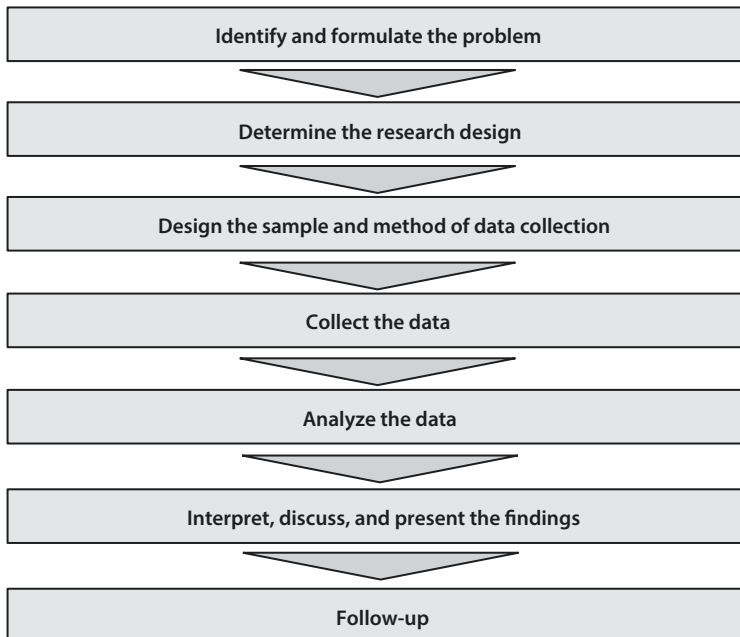 Identify and formulate the problem
Determine the research design
Design the sample and method of data collection
Collect the data
Analyze the data
Interpret, discuss, and present the findings
Follow-up